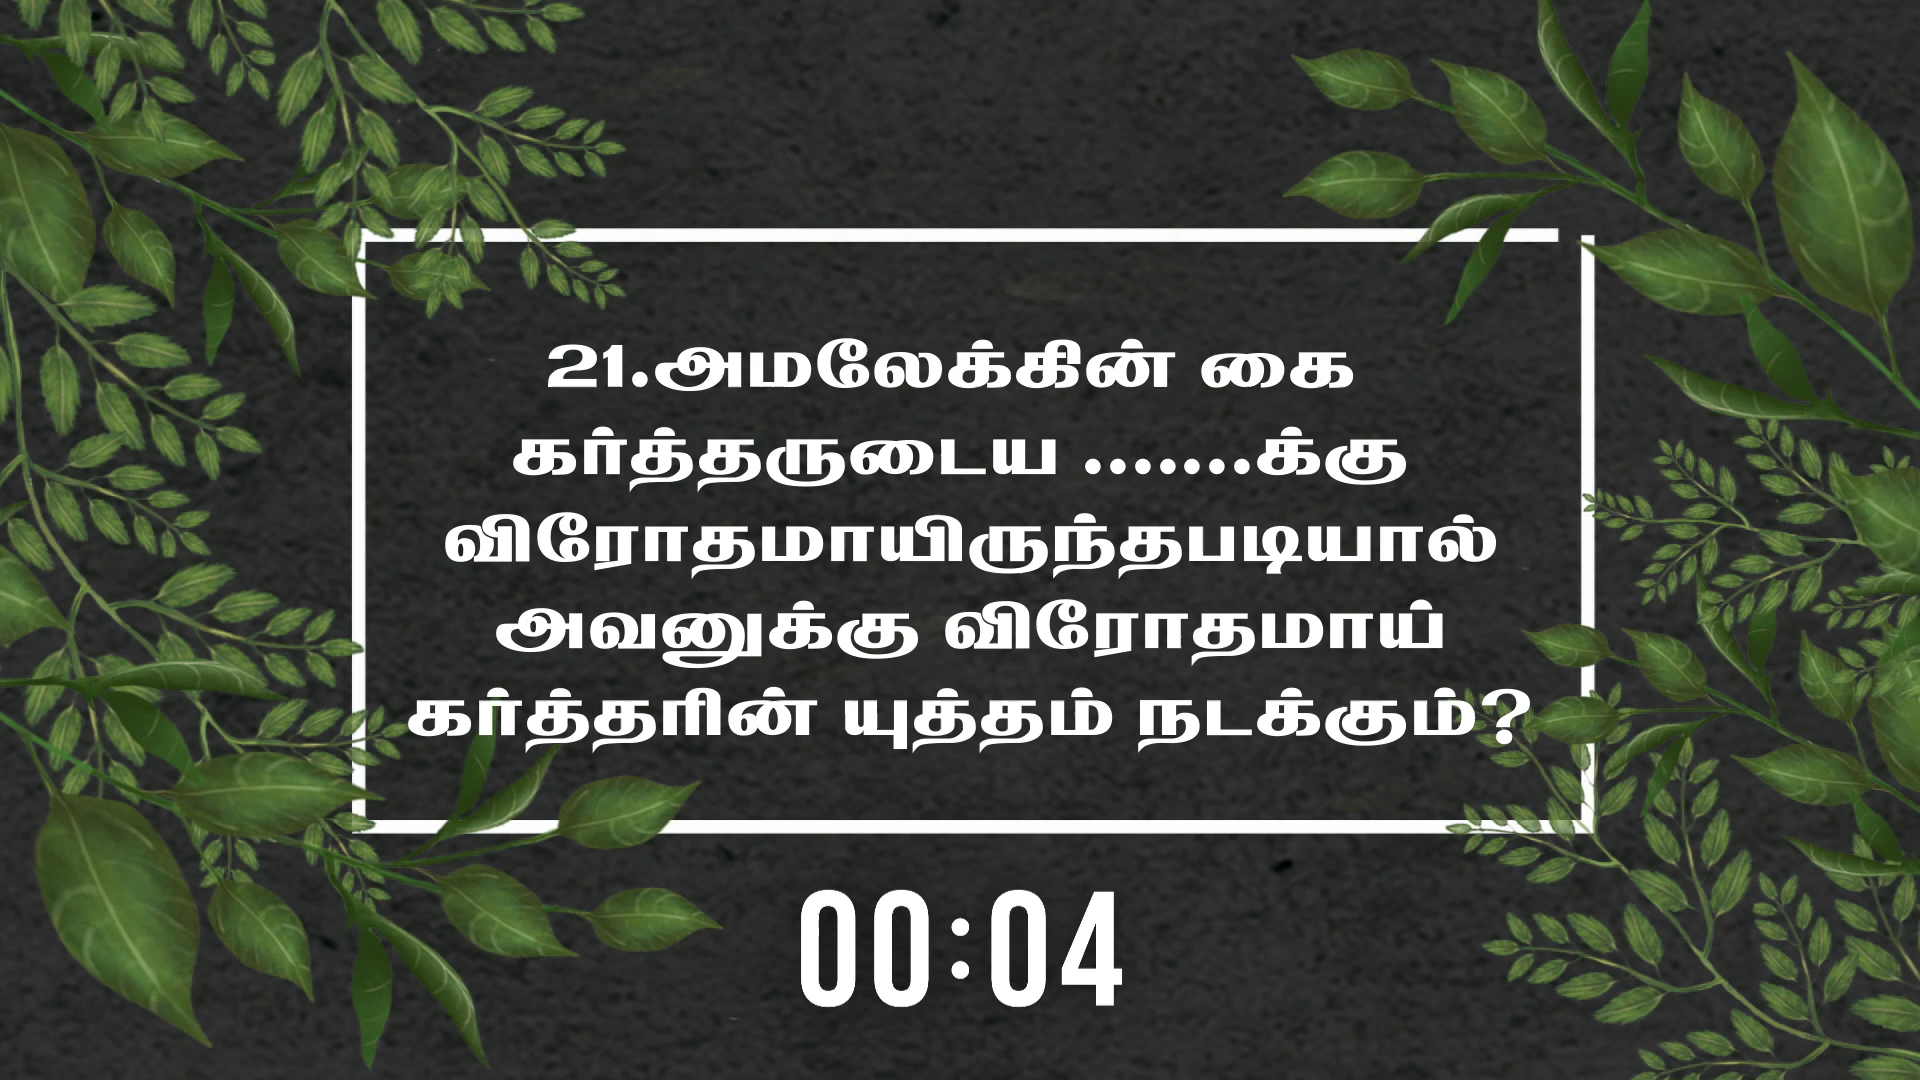 21.அமலேக்கின் கை
கர்த்தருடைய .......க்கு
விரோதமாயிருந்தபடியால்
அவனுக்கு விரோதமாய்
கர்த்தரின் யுத்தம் நடக்கும்?
00:04